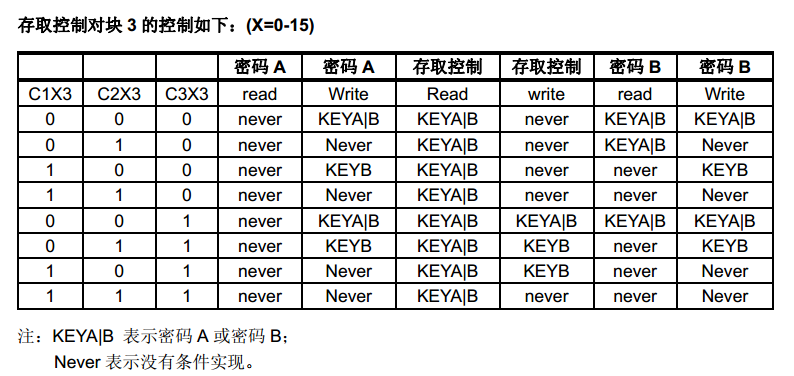 存取控制对块 3 的控制如下：(X=0-15)
密码 A 密码 A 存取控制 存取控制 密码 B 密码 B
C1X3 C2X3 C3X3 read Write Read write read Write
0 0 0 never KEYA|B KEYA|B never KEYA|B KEYA|B
0 1 0 never Never KEYA|B never KEYA|B Never
1 0 0 never KEYB KEYA|B never never KEYB
1 1 0 never Never KEYA|B never never Never
0 0 1 never KEYA|B KEYA|B KEYA|B KEYA|B KEYA|B
0 1 1 never KEYB KEYA|B KEYB never KEYB
1 0 1 never Never KEYA|B KEYB never Never
1 1 1 never Never KEYA|B never never Never
注：KEYA|B 表示密码 A 或密码 B；
Never 表示没有条件实现。